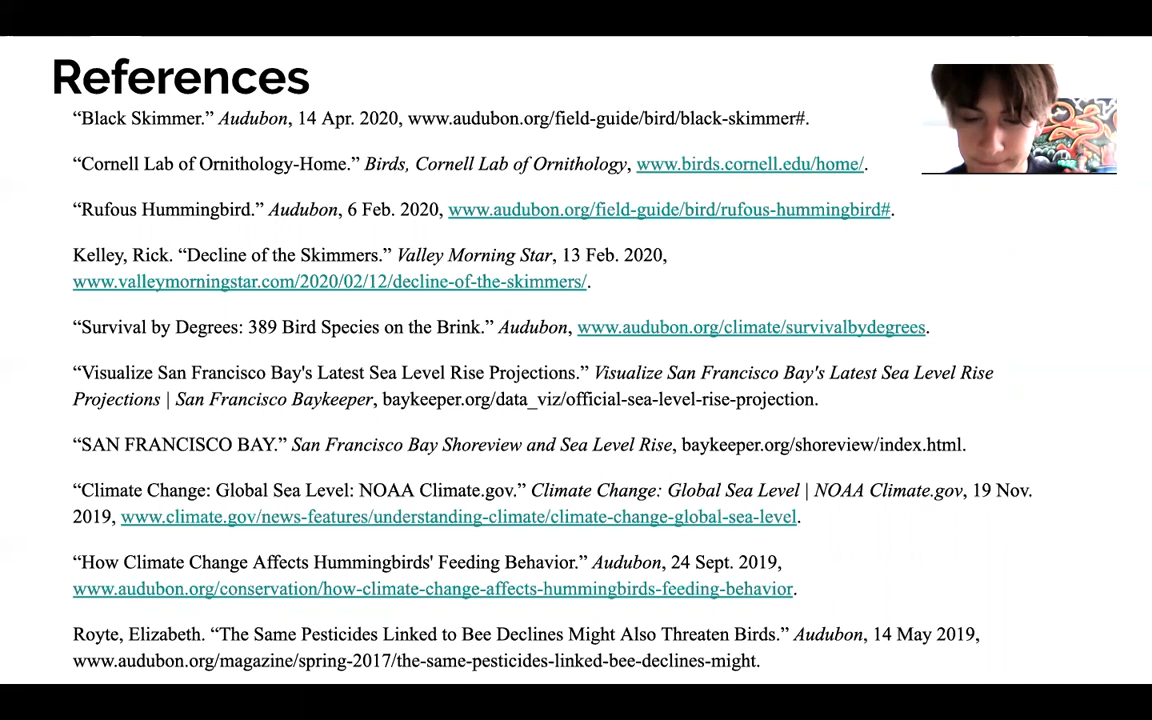 References
“Black Skimmer.” Audubon, 14 Apr. 2020, www.audubon.org/field-guide/bird/black-skimmer#.
“Cornell Lab of Ornithology-Home.” Birds, Cornell Lab of Ornithology, www.birds.cornell.edu/home/.
“Rufous Hummingbird.” Audubon, 6 Feb. 2020, www.audubon.org/field-guide/bird/rufous-hummingbird#.
Kelley, Rick. “Decline of the Skimmers.” Valley Morning Star, 13 Feb. 2020,
www.valleymorningstar.com/2020/02/12/decline-of-the-skimmers/.
“Survival by Degrees: 389 Bird Species on the Brink.” Audubon, www.audubon.org/climate/survivalbydegrees.
“Visualize San Francisco Bay's Latest Sea Level Rise Projections.” Visualize San Francisco Bay's Latest Sea Level Rise
Projections | San Francisco Baykeeper, baykeeper.org/data_viz/official-sea-level-rise-projection.
“SAN FRANCISCO BAY.” San Francisco Bay Shoreview and Sea Level Rise, baykeeper.org/shoreview/index.html.
“Climate Change: Global Sea Level: NOAA Climate.gov.” Climate Change: Global Sea Level | NOAA Climate.gov, 19 Nov.
2019, www.climate.gov/news-features/understanding-climate/climate-change-global-sea-level.
“How Climate Change Affects Hummingbirds' Feeding Behavior.” Audubon, 24 Sept. 2019,
www.audubon.org/conservation/how-climate-change-affects-hummingbirds-feeding-behavior.
Royte, Elizabeth. “The Same Pesticides Linked to Bee Declines Might Also Threaten Birds.” Audubon, 14 May 2019,
www.audubon.org/magazine/spring-2017/the-same-pesticides-linked-bee-declines-might.